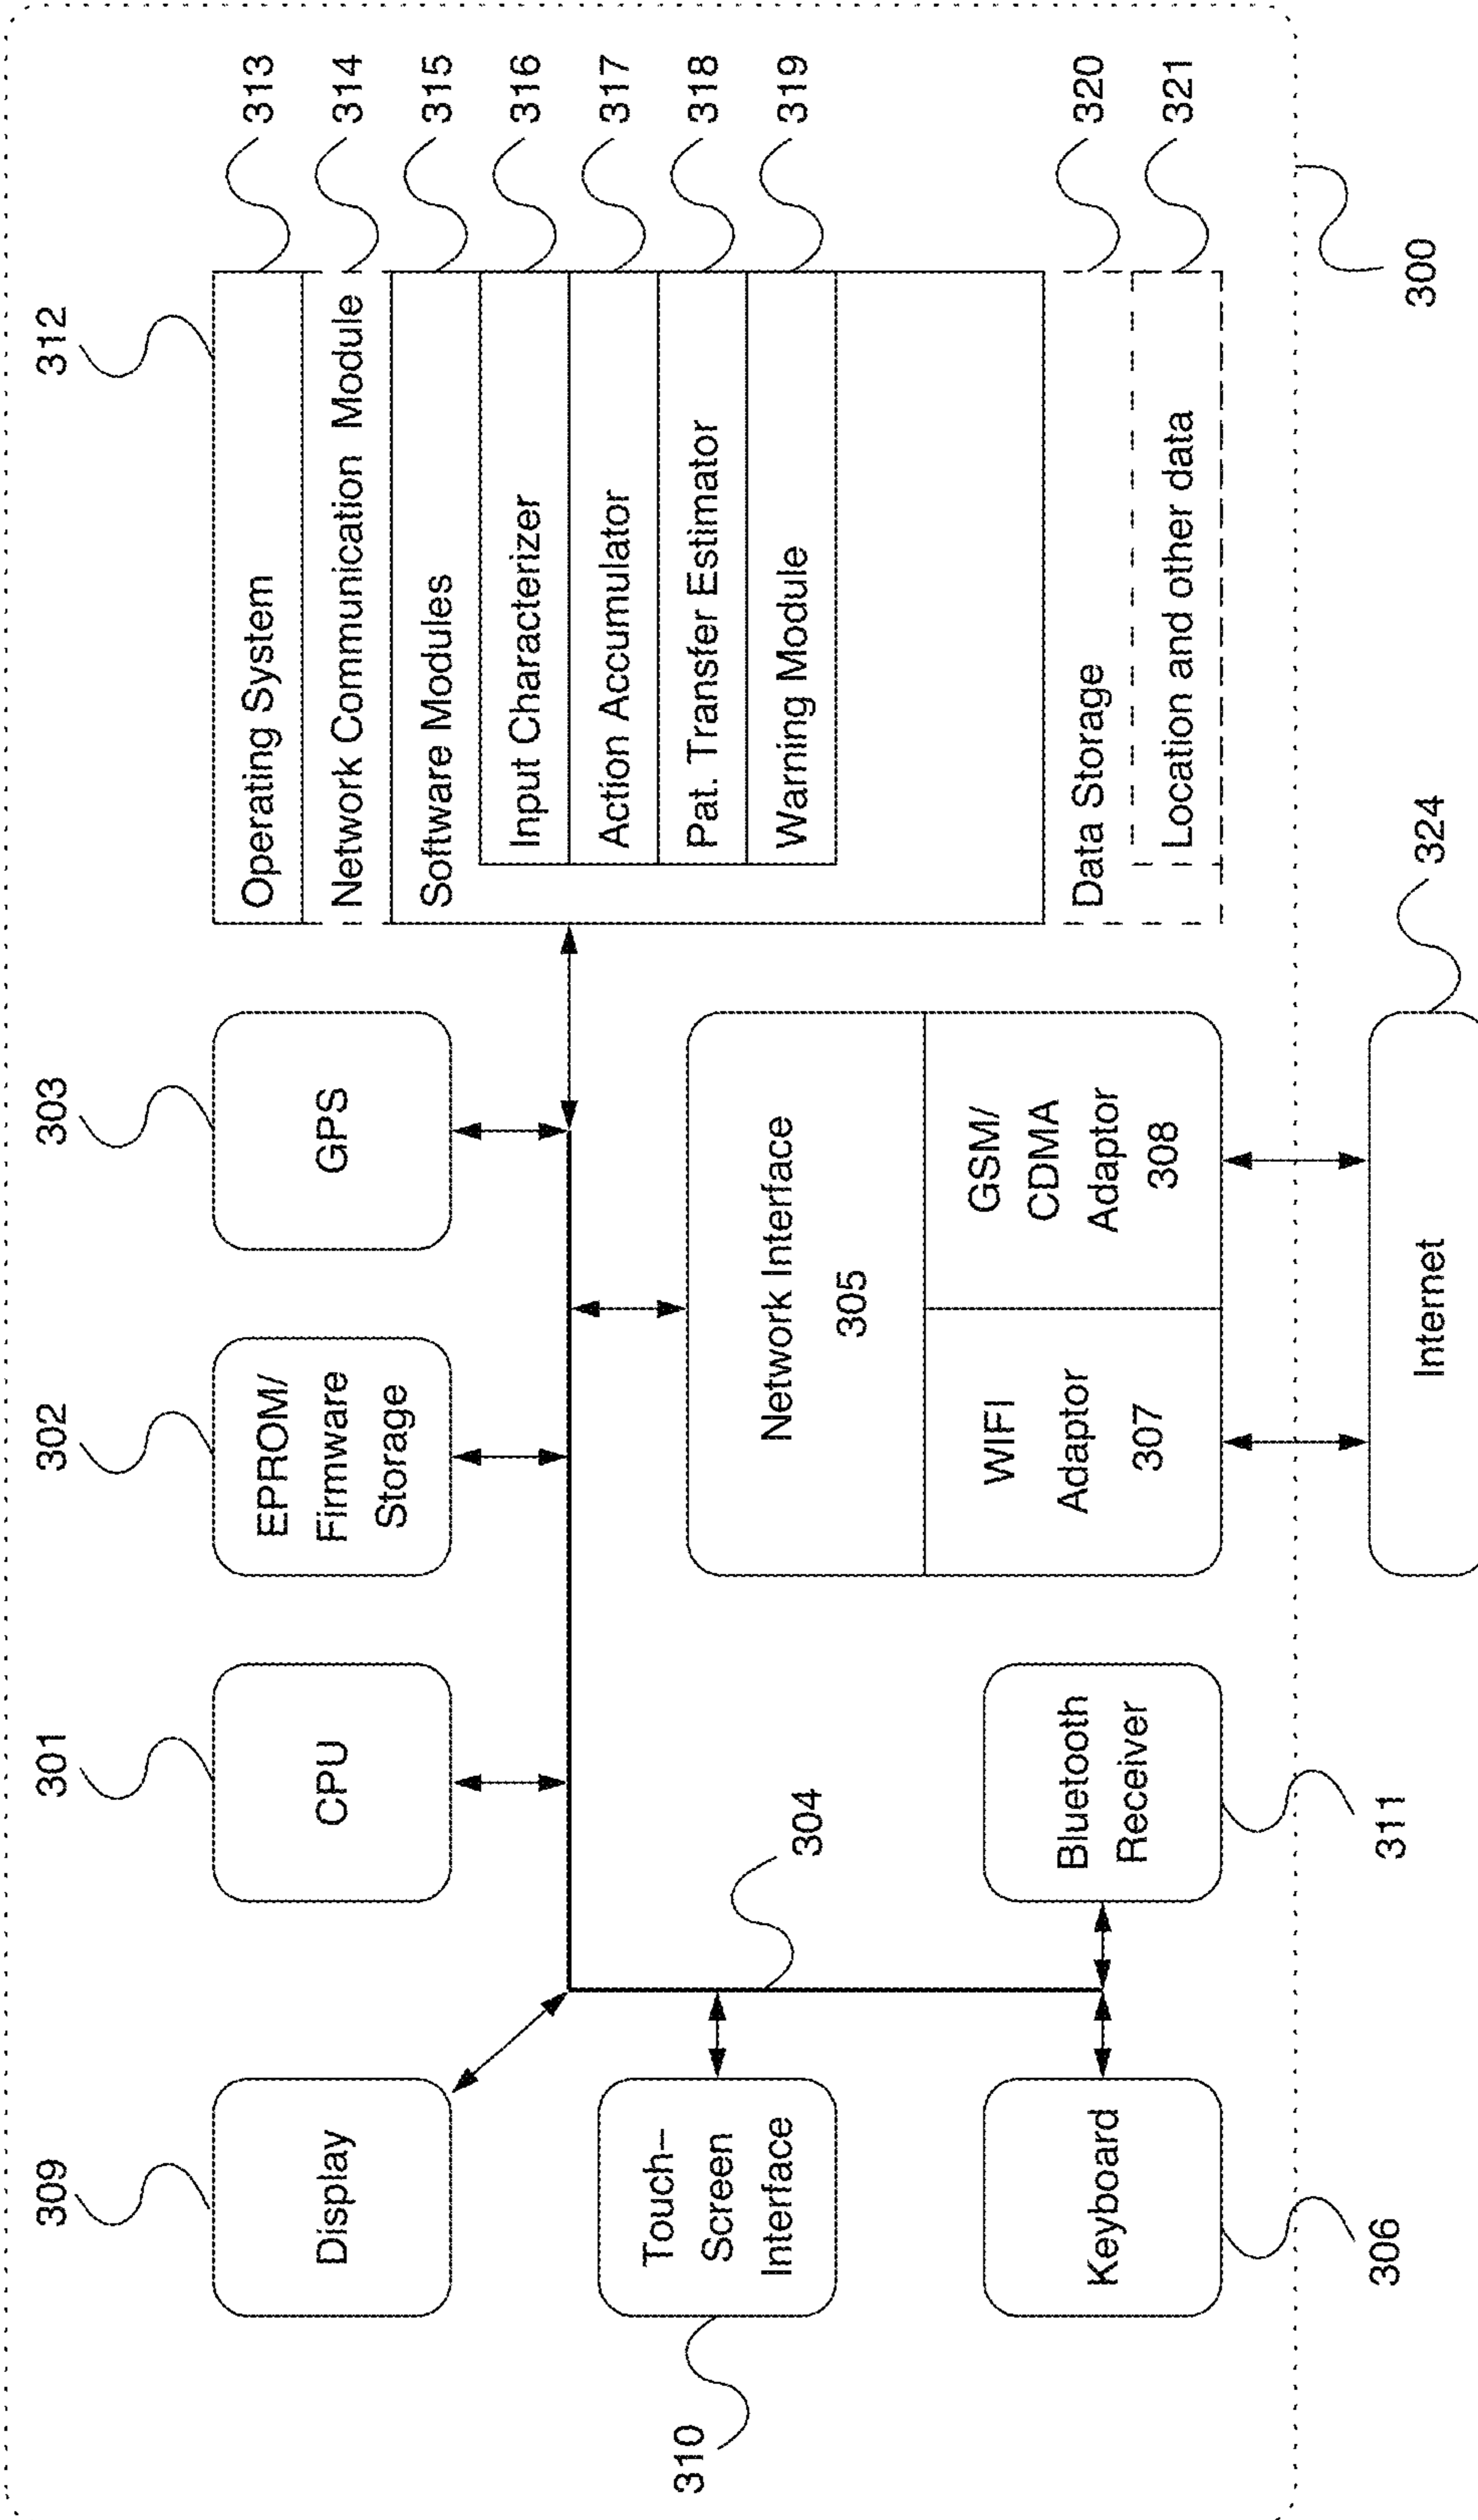 309
301
302
303
312
Display
CPU
EPROM/
Firmware
Storage
GPS
Operating System
313
Network Communication Module
314
Software Modules
315
Input Characterizer
316
Action Accumulator
317
Pat. Transfer Estimator
318
Warning Module
319
Data Storage
320
Location and other data
321
310
Touch–
Screen
Interface
304
Network Interface
305
WIFI
Adaptor
307
GSM/
CDMA
Adaptor
308
Keyboard
306
Bluetooth
Receiver
311
Internet
324
300